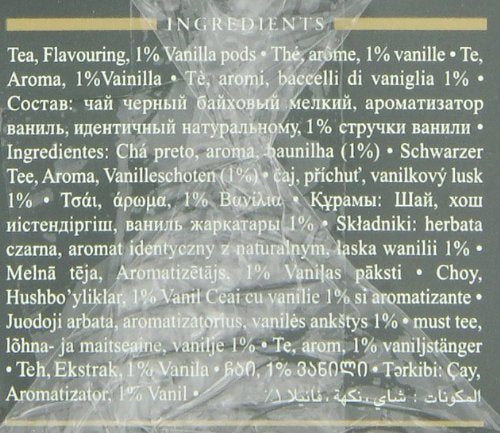 INGREDIENTS
Tea, Flavouring, 1% Vanilla pods • Thé, arôme, 1% vanille • Te,
Aroma, 1%Vainilla • Tè, aromi, baccelli di vaniglia 1% •
Состав: чай черный байховый мелкий, ароматизатор
ваниль, идентичный натуральному, 1% стручки ванили •
Ingredientes: Chá preto, aroma, baunilha (1%) • Schwarzer
Tee, Aroma, Vanilleschoten (1%) • čaj, příchuť, vanilkový lusk
1% • Τσάι, άρωμα, 1% Βανίλια • Құрамы: Шай, хош
иістендіргіш, ваниль жаркатары 1% • Składniki: herbata
czarna, aromat identyczny z naturalnym, laska wanilii 1% •
Melnā tēja, Aromatizētājs, 1% Vaniļas pāksti • Choy,
Hushbo’yliklar, 1% Vanil Ceai cu vanilie 1% si aromatizante •
Juodoji arbata, aromatizatorius, vanilės ankštys 1% • must tee,
lõhna- ja maitseaine, vanilje 1% • Te, arom, 1% vaniljstänger
• Teh, Ekstrak, 1% Vanila • ჩაი, 1% ვანილი • Tərkibi: Çay,
Aromatizator, 1% Vanil • المكونات : شاي، نكهة، فانيلا ١٪